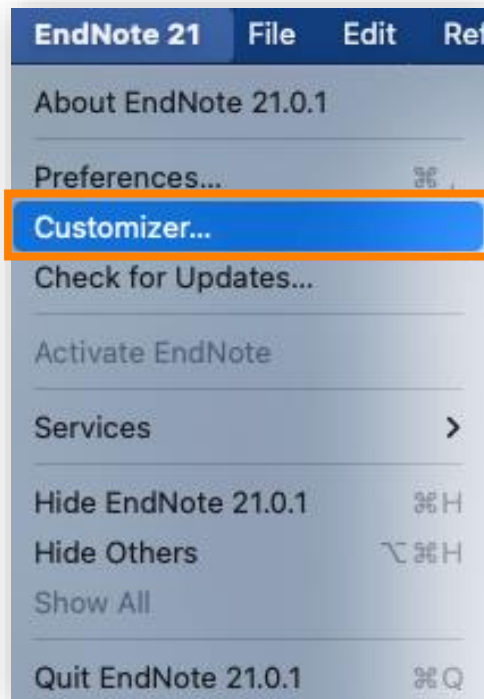 EndNote 21 File Edit
About EndNote 21.0.1
Preferences... ⌘ ,
Customizer...
Check for Updates...
Activate EndNote
Services >
Hide EndNote 21.0.1 ⌘H
Hide Others ⌥⌘H
Show All
Quit EndNote 21.0.1 ⌘Q